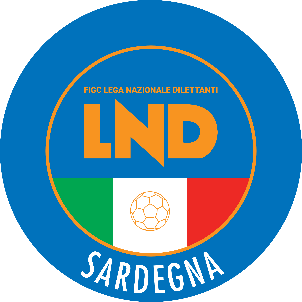 FIGC LEGA NAZIONALE DILETTANTI
LND
SARDEGNA